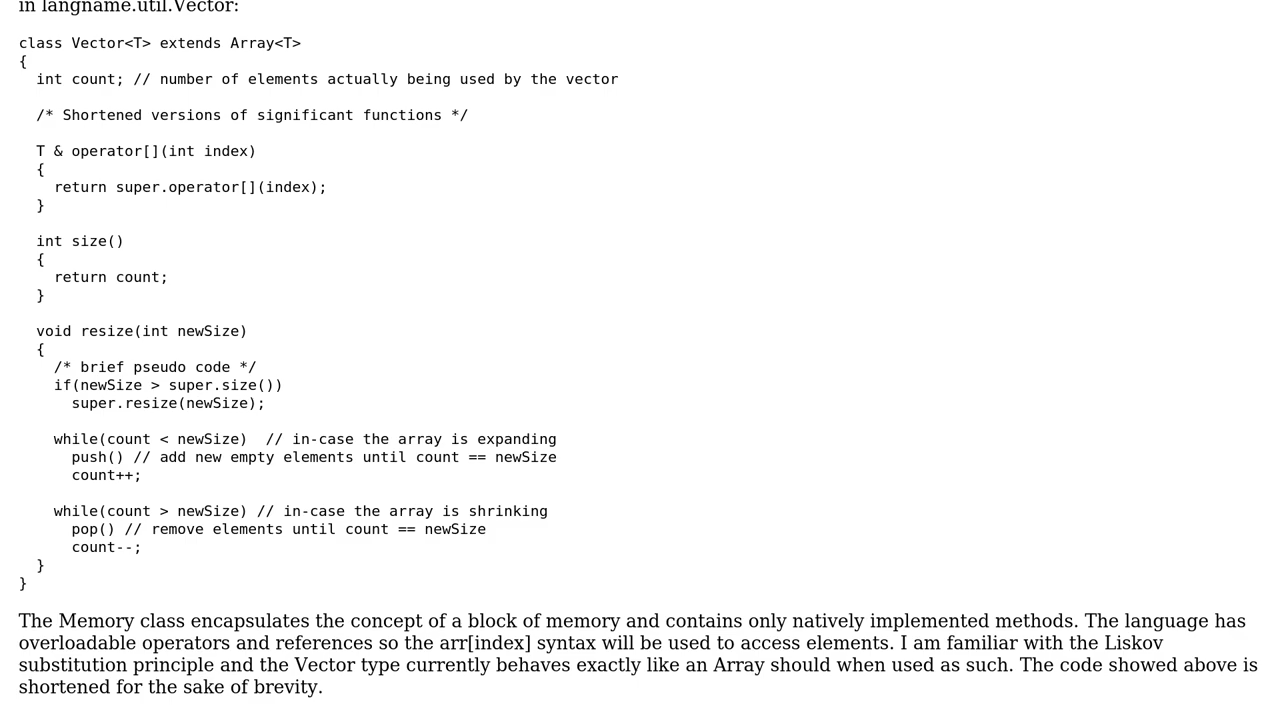 in langname.util.Vector:
class Vector<T> extends Array<T>
{
  int count; // number of elements actually being used by the vector
  /* Shortened versions of significant functions */
  T & operator[](int index)
  {
    return super.operator[](index);
  }
  int size()
  {
    return count;
  }
  void resize(int newSize)
  {
    /* brief pseudo code */
    if(newSize > super.size())
      super.resize(newSize);
    while(count < newSize)  // in-case the array is expanding
      push() // add new empty elements until count == newSize
      count++;
    while(count > newSize) // in-case the array is shrinking
      pop() // remove elements until count == newSize
      count--;
  }
}
The Memory class encapsulates the concept of a block of memory and contains only natively implemented methods. The language has
overloadable operators and references so the arr[index] syntax will be used to access elements. I am familiar with the Liskov
substitution principle and the Vector type currently behaves exactly like an Array should when used as such. The code showed above is
shortened for the sake of brevity.